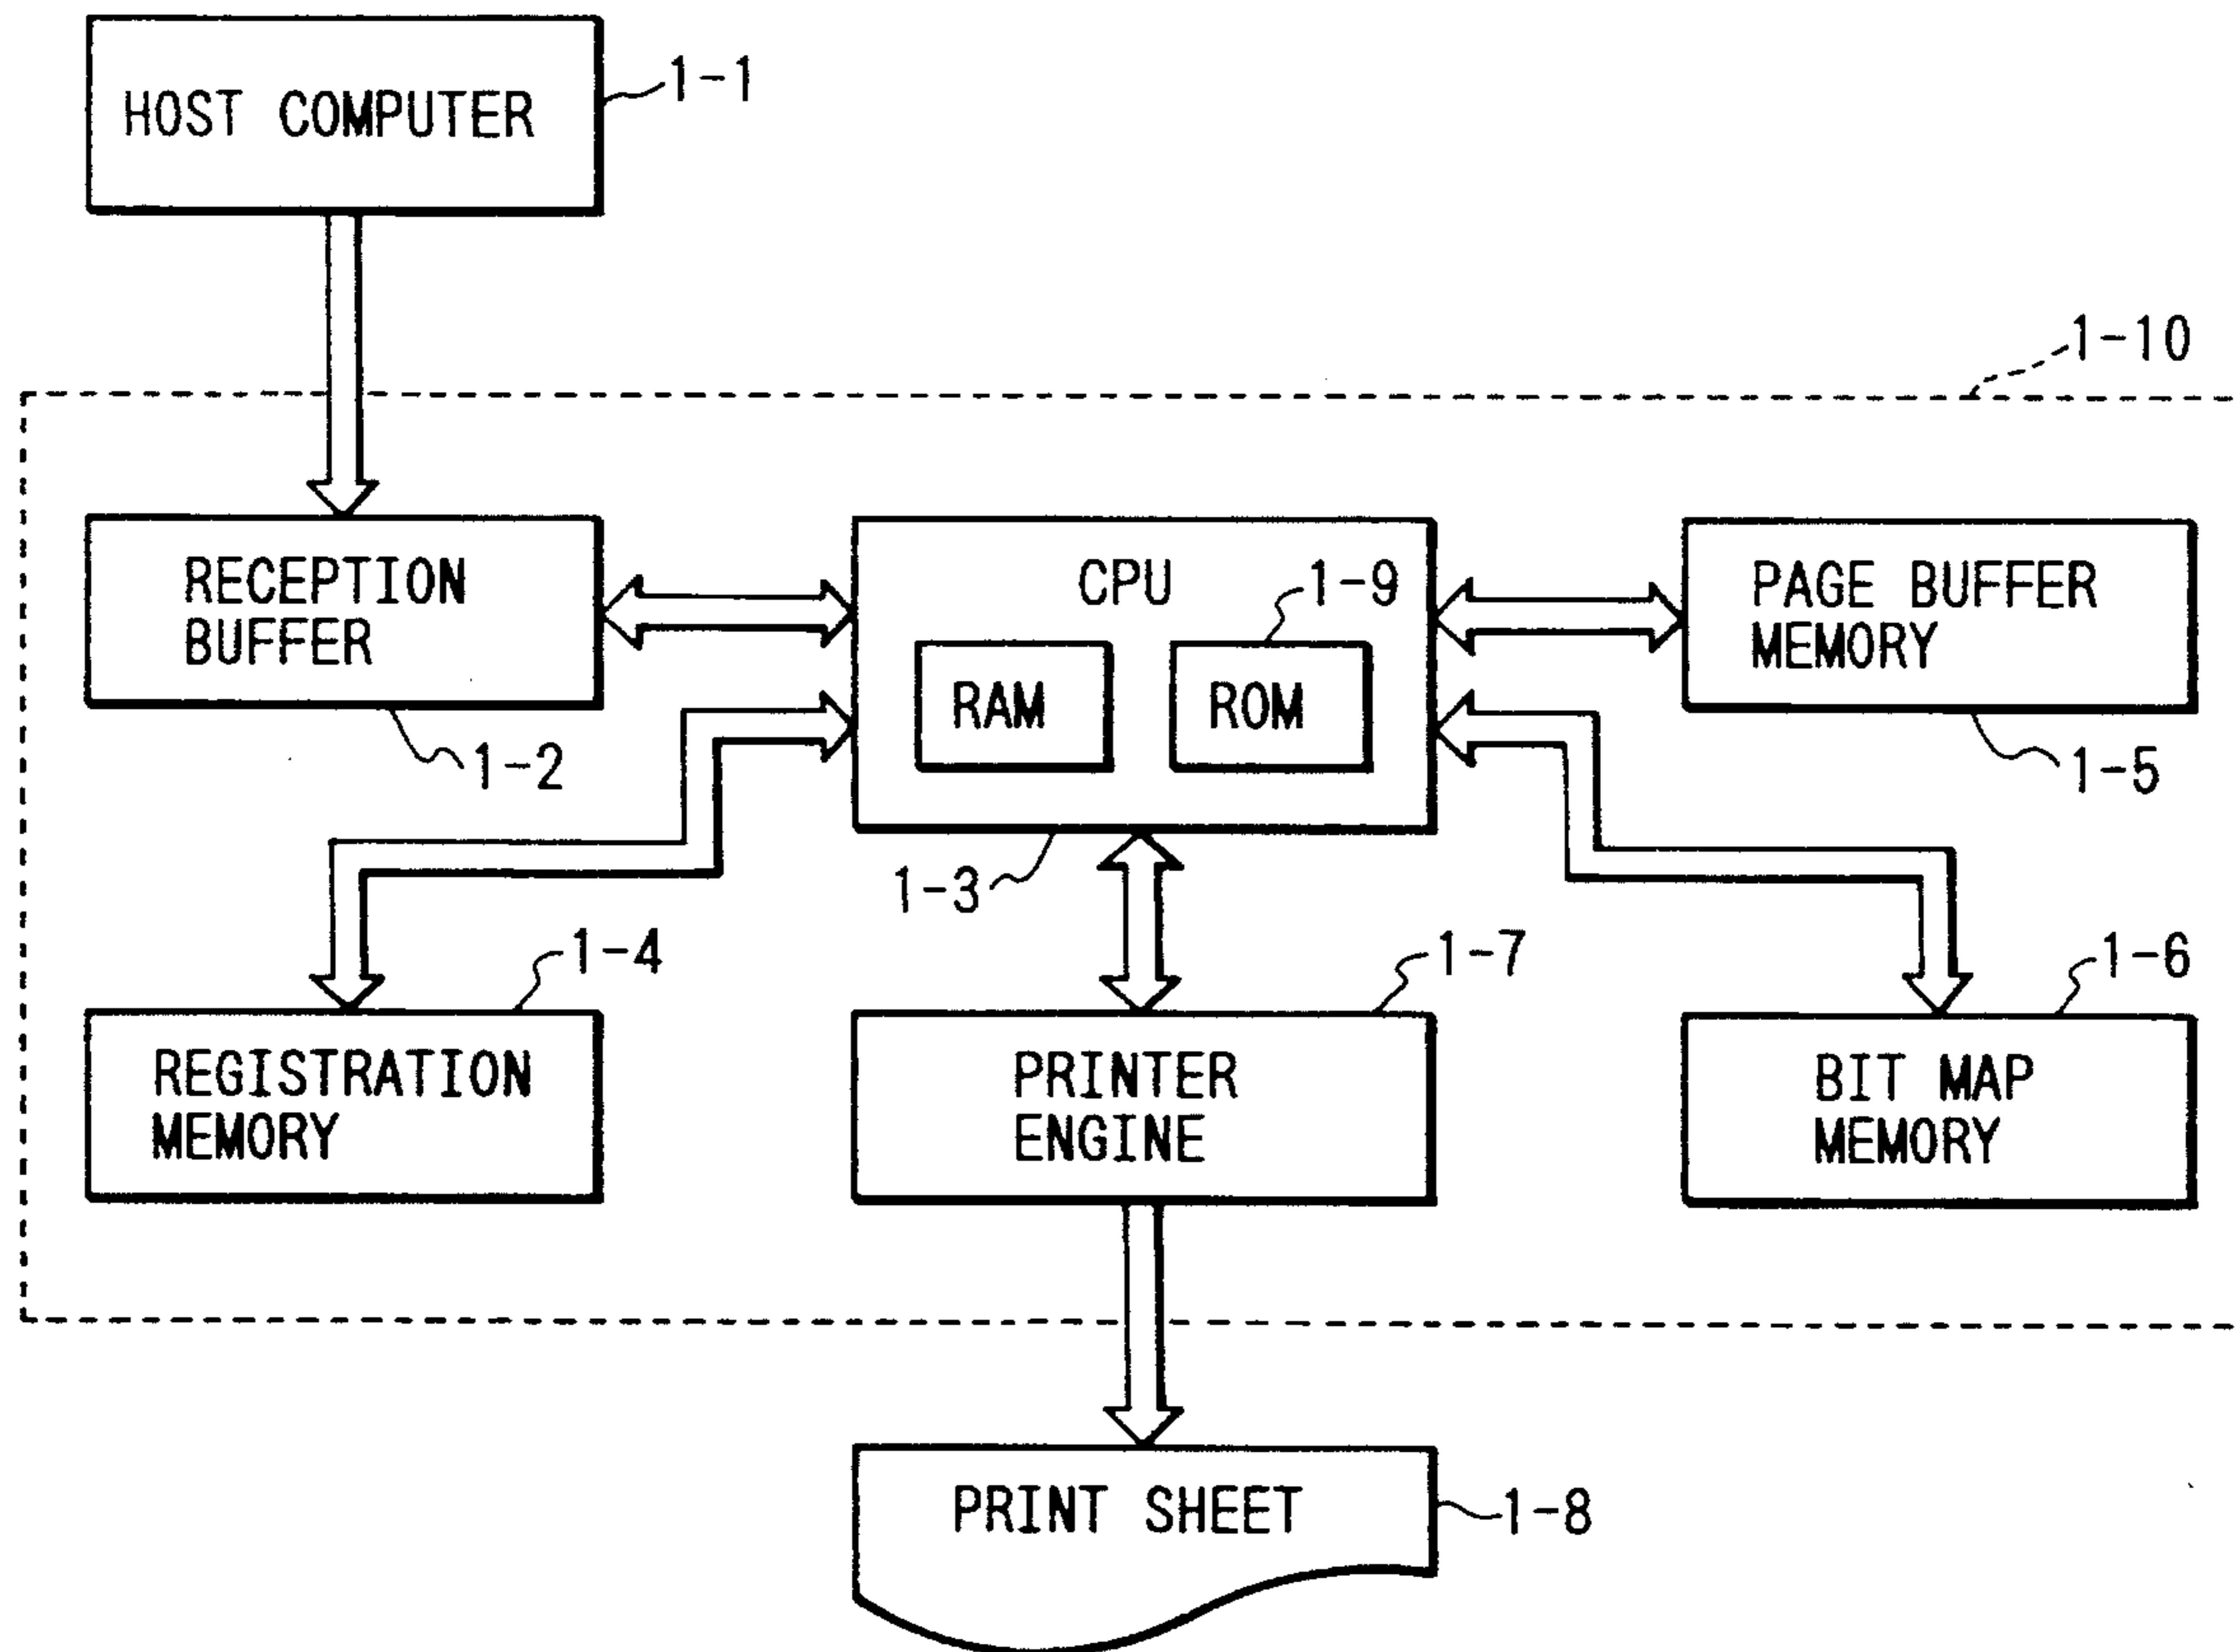 HOST COMPUTER
1-1
1-10
RECEPTION
BUFFER
1-2
CPU
1-9
RAM
ROM
1-3
PAGE BUFFER
MEMORY
1-5
1-4
REGISTRATION
MEMORY
1-7
PRINTER
ENGINE
1-6
BIT MAP
MEMORY
PRINT SHEET
1-8